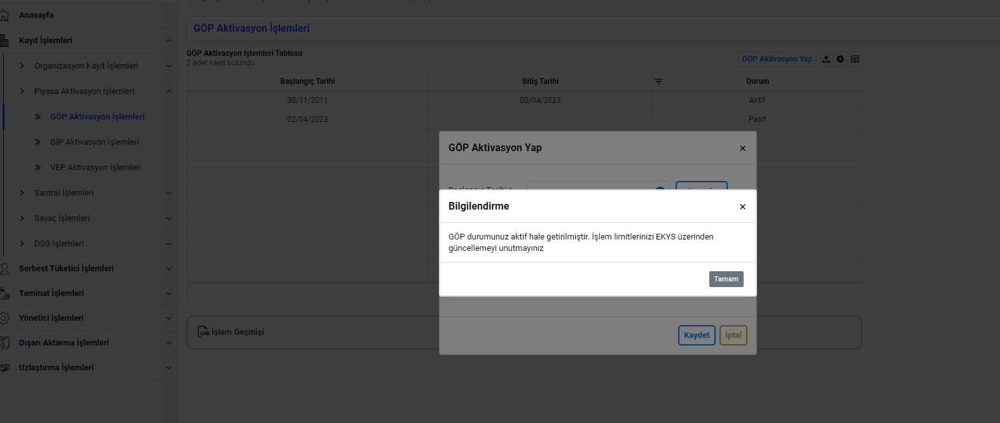 Anasayfa
Kayıt İşlemleri
Organizasyon Kayıt İşlemleri
Piyasa Aktivasyon İşlemleri
GÖP Aktivasyon İşlemleri
GİP Aktivasyon İşlemleri
VEP Aktivasyon İşlemleri
Santral İşlemleri
Sayaç İşlemleri
DSG İşlemleri
Serbest Tüketici İşlemleri
Teminat İşlemleri
Yönetici İşlemleri
Dışarı Aktarma İşlemleri
Uzlaştırma İşlemleri
GÖP Aktivasyon İşlemleri
GÖP Aktivasyon İşlemleri Tablosu
2 adet kayıt bulundu
GÖP Aktivasyon Yap
Başlangıç Tarihi Bitiş Tarihi Durum
30/11/2011 02/04/2023 Aktif
02/04/2023 Pasif
GÖP Aktivasyon Yap
Başlangıç Tarihi *
Bilgilendirme
GÖP durumunuz aktif hale getirilmiştir. İşlem limitlerinizi EKYS üzerinden
güncellemeyi unutmayınız
Tamam
LOG İşlem Geçmişi
Kaydet İptal